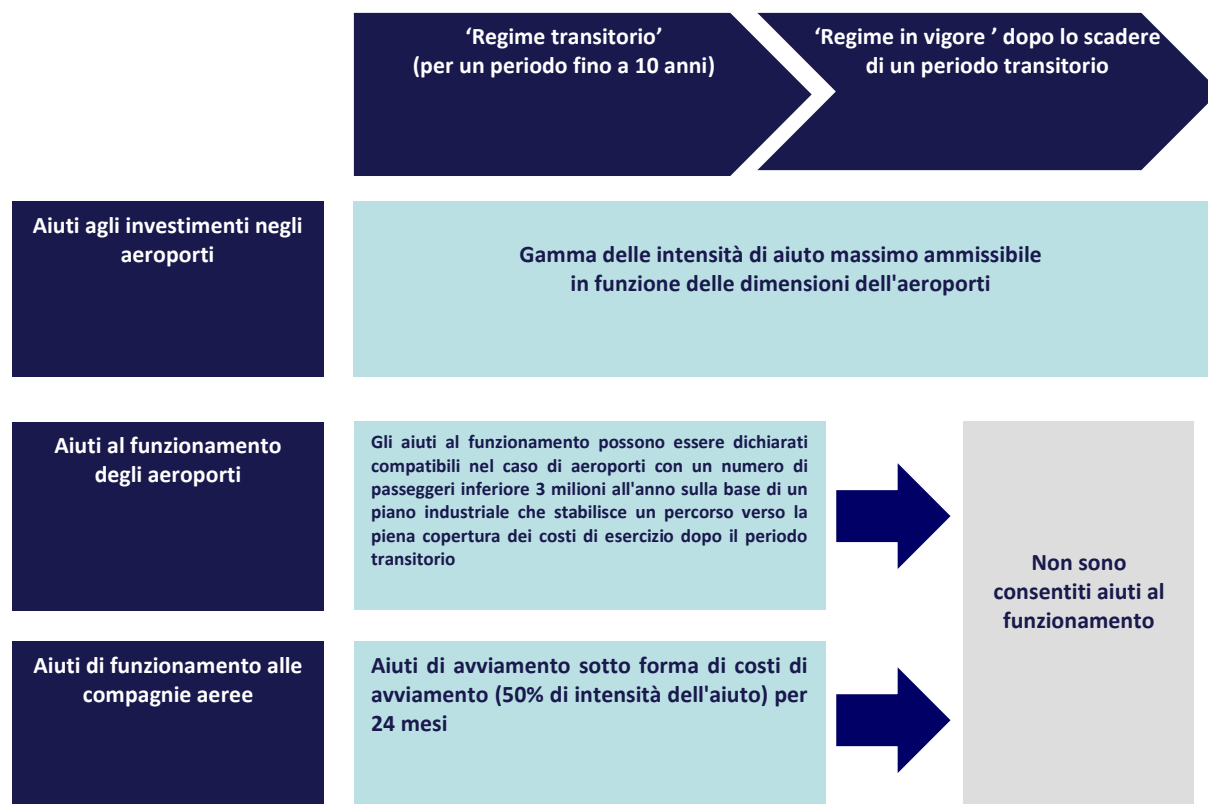 ‘Regime transitorio’
(per un periodo fino a 10 anni)
‘Regime in vigore ’ dopo lo scadere
di un periodo transitorio
Aiuti agli investimenti negli
aeroporti
Gamma delle intensità di aiuto massimo ammissibile
in funzione delle dimensioni dell'aeroporti
Aiuti al funzionamento
degli aeroporti
Gli aiuti al funzionamento possono essere dichiarati
compatibili nel caso di aeroporti con un numero di
passeggeri inferiore 3 milioni all'anno sulla base di un
piano industriale che stabilisce un percorso verso la
piena copertura dei costi di esercizio dopo il periodo
transitorio
Non sono
consentiti aiuti al
funzionamento
Aiuti di funzionamento alle
compagnie aeree
Aiuti di avviamento sotto forma di costi di
avviamento (50% di intensità dell'aiuto) per
24 mesi